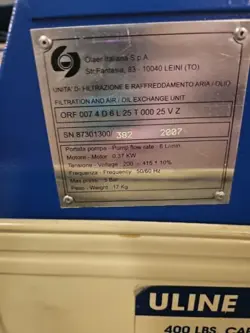 Olaer Italiana S.p.A.
Str.Fantasia, 83 - 10040 LEINI (TO)
UNITA' DI FILTRAZIONE E RAFFREDDAMENTO ARIA / OLIO
FILTRATION AND AIR / OIL EXCHANGE UNIT
ORF 007 4 D 6 L 25 T 000 25 V Z
SN 87301300/ 382 2007
Portata pompa - Pump flow rate : 6 L/min
Motore - Motor : 0,37 KW
Tensione - Voltage : 200 ÷ 415 ± 10%
Frequenza - Frequency : 50/60 Hz
Max press : 5 Bar
Peso - Weight : 17 Kg
ULINE
400 LBS. CA